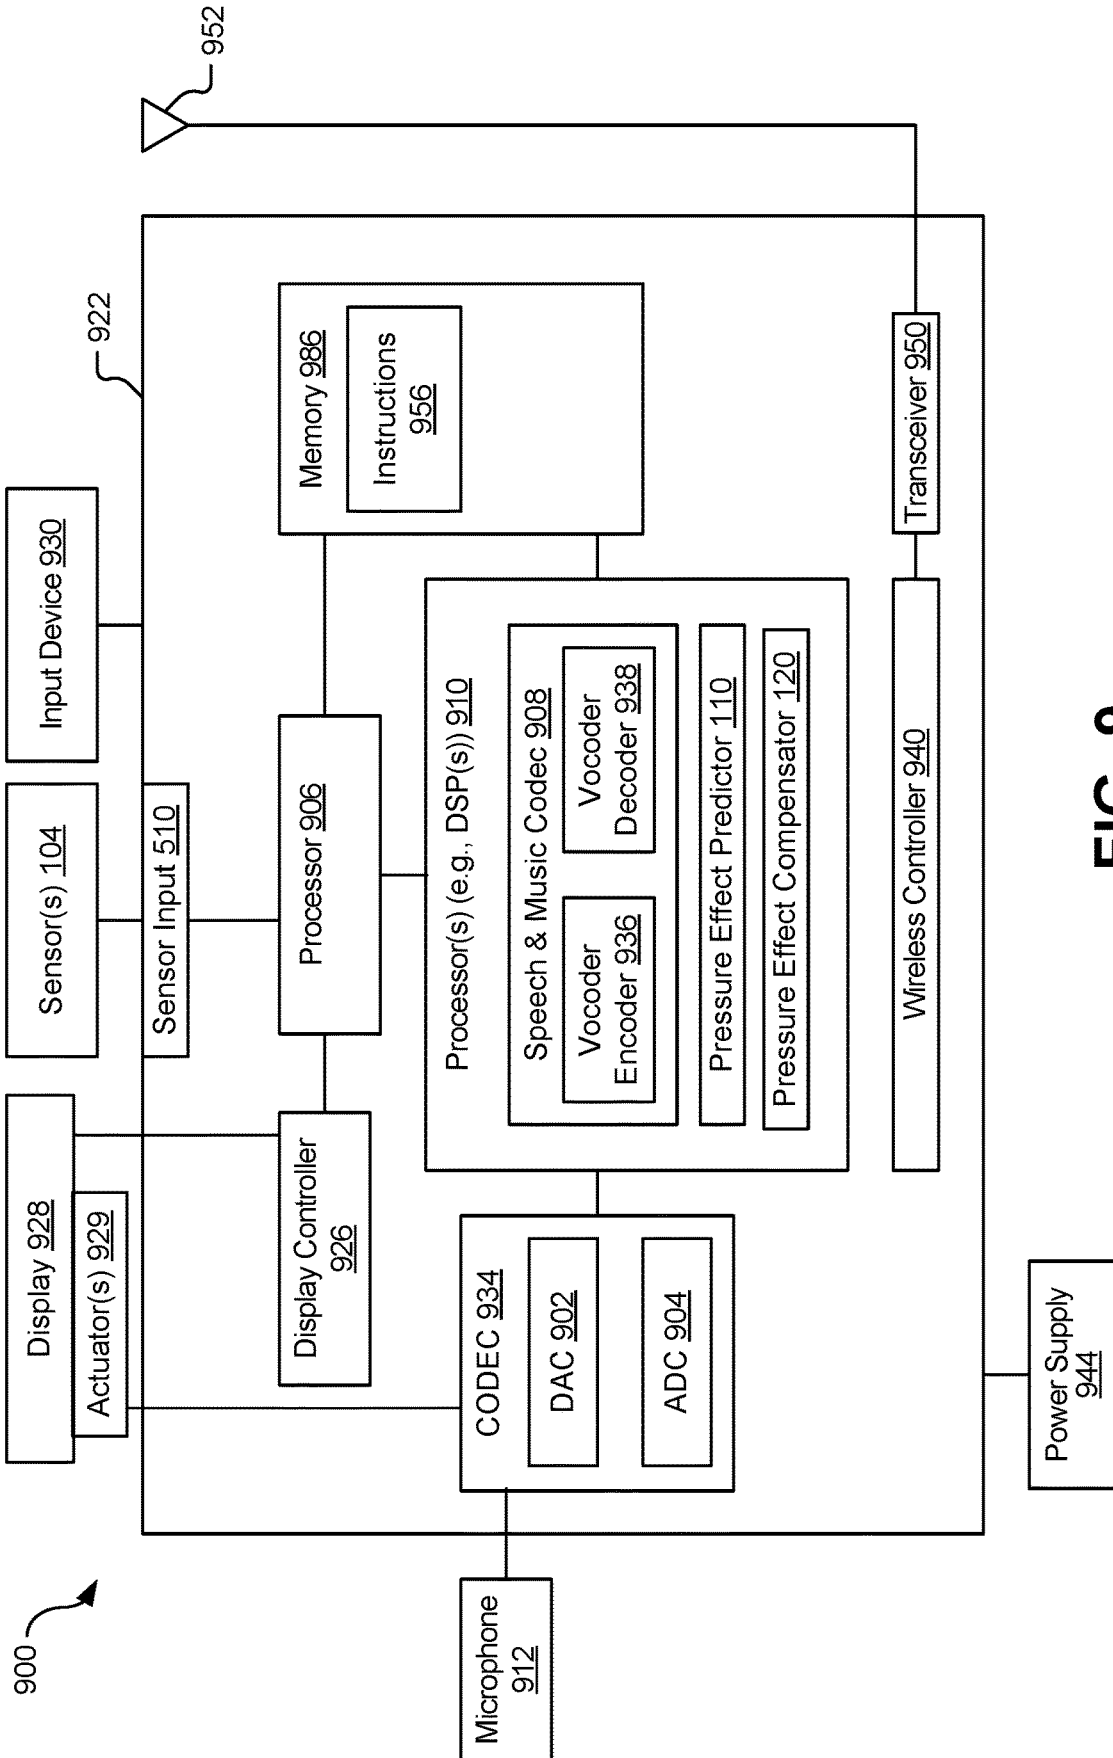 900
Display 928
Actuator(s) 929
Sensor(s) 104
Sensor Input 510
Input Device 930
922
952
Display Controller
926
Processor 906
Memory 986
Instructions
956
Microphone
912
CODEC 934
DAC 902
ADC 904
Processor(s) (e.g., DSP(s)) 910
Speech & Music Codec 908
Vocoder
Encoder 936
Vocoder
Decoder 938
Pressure Effect Predictor 110
Pressure Effect Compensator 120
Wireless Controller 940
Transceiver 950
Power Supply
944
FIG.